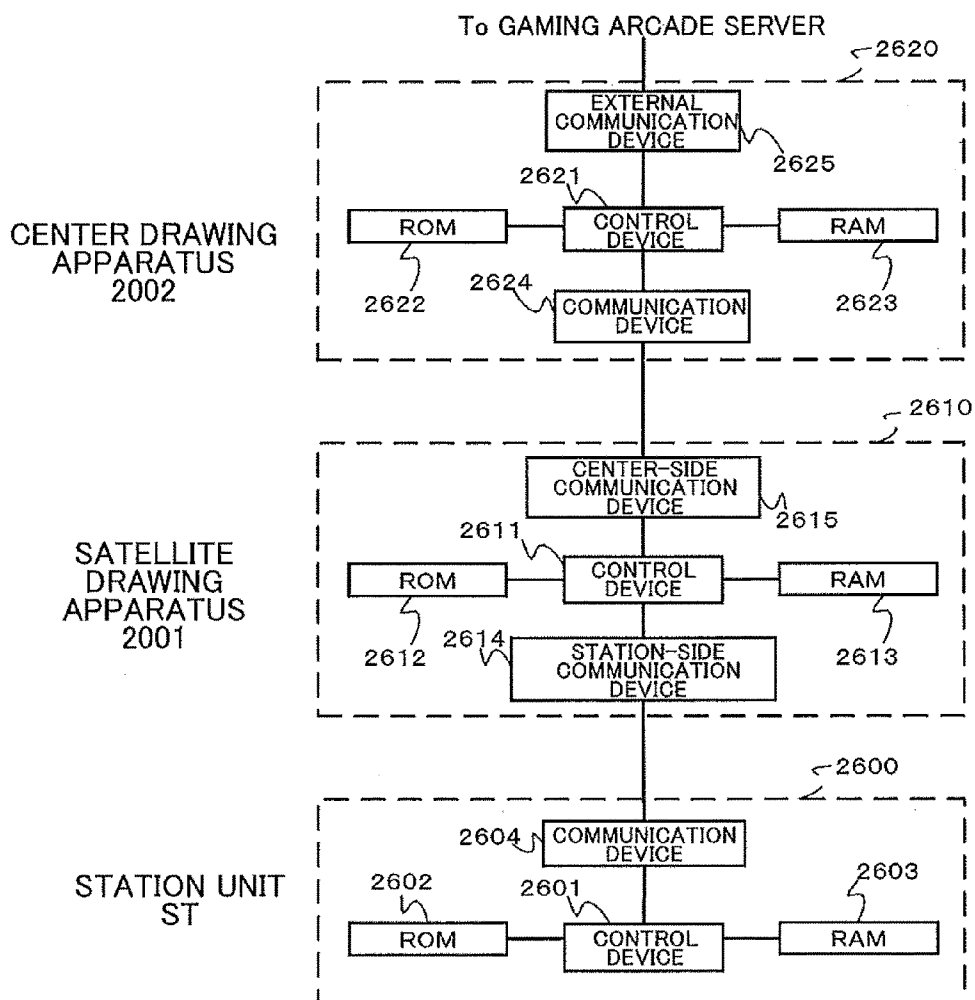 To GAMING ARCADE SERVER
2620
EXTERNAL
COMMUNICATION
DEVICE
2625
2621
ROM
CONTROL
DEVICE
RAM
CENTER DRAWING
APPARATUS
2002
2622
2624
2623
COMMUNICATION
DEVICE
2610
CENTER-SIDE
COMMUNICATION
DEVICE
2615
2611
SATELLITE
DRAWING
APPARATUS
2001
ROM
CONTROL
DEVICE
RAM
2612
2614
2613
STATION-SIDE
COMMUNICATION
DEVICE
2600
2604
COMMUNICATION
DEVICE
STATION UNIT
ST
2602
2601
2603
ROM
CONTROL
DEVICE
RAM